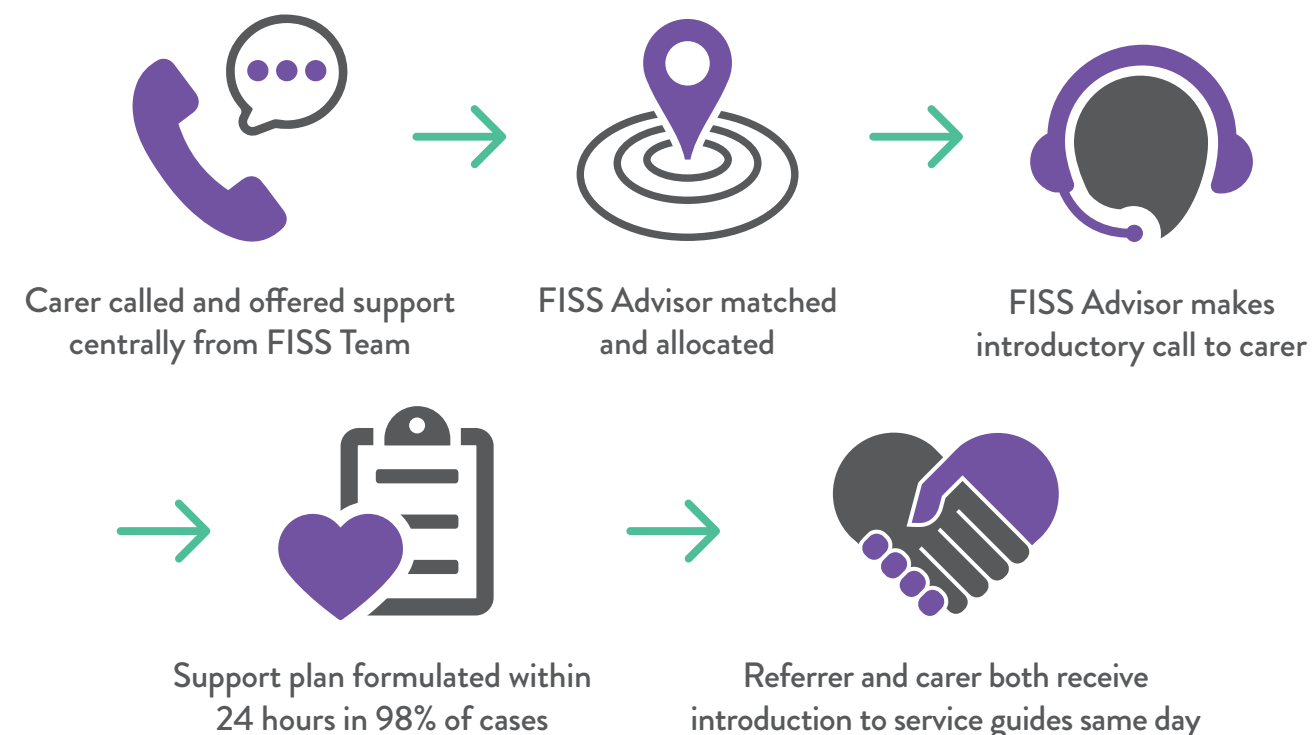 Carer called and offered support
centrally from FISS Team
FISS Advisor matched
and allocated
FISS Advisor makes
introductory call to carer
Support plan formulated within
24 hours in 98% of cases
Referrer and carer both receive
introduction to service guides same day